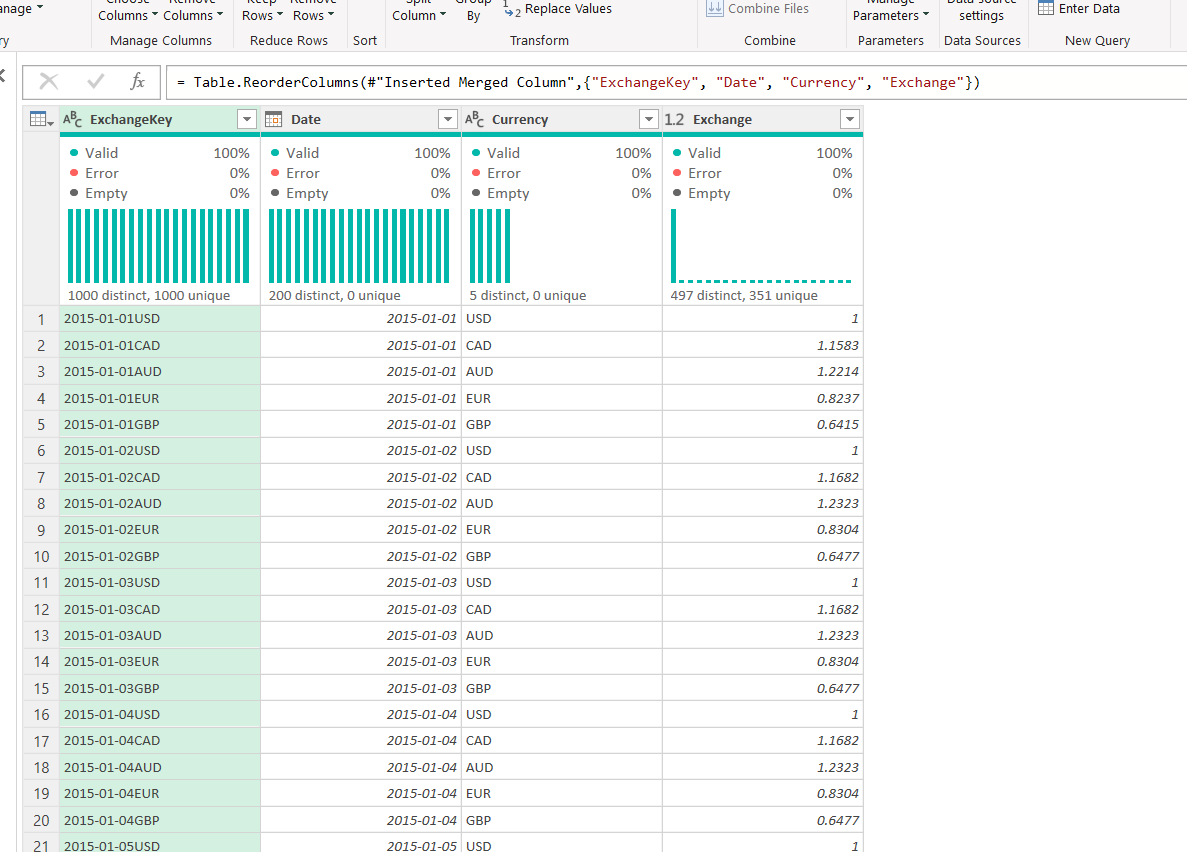 Choose Remove Keep Remove Split Group Replace Values Combine Files Manage Data source Enter Data
Columns Columns Rows Rows Column By Parameters settings
Manage Columns Reduce Rows Sort Transform Combine Parameters Data Sources New Query
fx = Table.ReorderColumns(#"Inserted Merged Column",{"ExchangeKey", "Date", "Currency", "Exchange"})
ABC ExchangeKey Date ABC Currency 1.2 Exchange
Valid 100% Valid 100% Valid 100% Valid 100%
Error 0% Error 0% Error 0% Error 0%
Empty 0% Empty 0% Empty 0% Empty 0%
1000 distinct, 1000 unique 200 distinct, 0 unique 5 distinct, 0 unique 497 distinct, 351 unique
1 2015-01-01USD 2015-01-01 USD 1
2 2015-01-01CAD 2015-01-01 CAD 1.1583
3 2015-01-01AUD 2015-01-01 AUD 1.2214
4 2015-01-01EUR 2015-01-01 EUR 0.8237
5 2015-01-01GBP 2015-01-01 GBP 0.6415
6 2015-01-02USD 2015-01-02 USD 1
7 2015-01-02CAD 2015-01-02 CAD 1.1682
8 2015-01-02AUD 2015-01-02 AUD 1.2323
9 2015-01-02EUR 2015-01-02 EUR 0.8304
10 2015-01-02GBP 2015-01-02 GBP 0.6477
11 2015-01-03USD 2015-01-03 USD 1
12 2015-01-03CAD 2015-01-03 CAD 1.1682
13 2015-01-03AUD 2015-01-03 AUD 1.2323
14 2015-01-03EUR 2015-01-03 EUR 0.8304
15 2015-01-03GBP 2015-01-03 GBP 0.6477
16 2015-01-04USD 2015-01-04 USD 1
17 2015-01-04CAD 2015-01-04 CAD 1.1682
18 2015-01-04AUD 2015-01-04 AUD 1.2323
19 2015-01-04EUR 2015-01-04 EUR 0.8304
20 2015-01-04GBP 2015-01-04 GBP 0.6477
21 2015-01-05USD 2015-01-05 USD 1